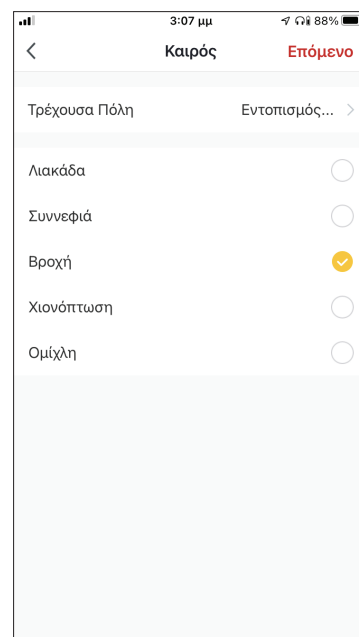 3:07 μμ 88%
Καιρός Επόμενο
Τρέχουσα Πόλη Εντοπισμός...
Λιακάδα
Συννεφιά
Βροχή
Χιονόπτωση
Ομίχλη